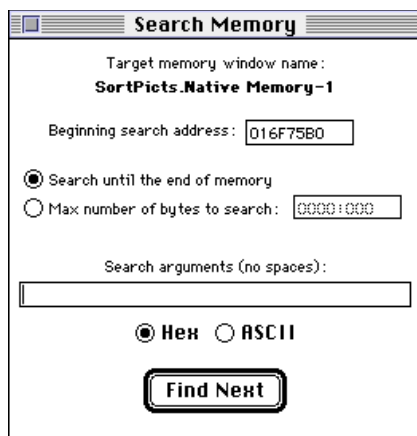 Search Memory
Target memory window name:
SortPicts.Native Memory-1
Beginning search address: 016F75B0
Search until the end of memory
Max number of bytes to search:
Search arguments (no spaces):
Hex ASCII
Find Next